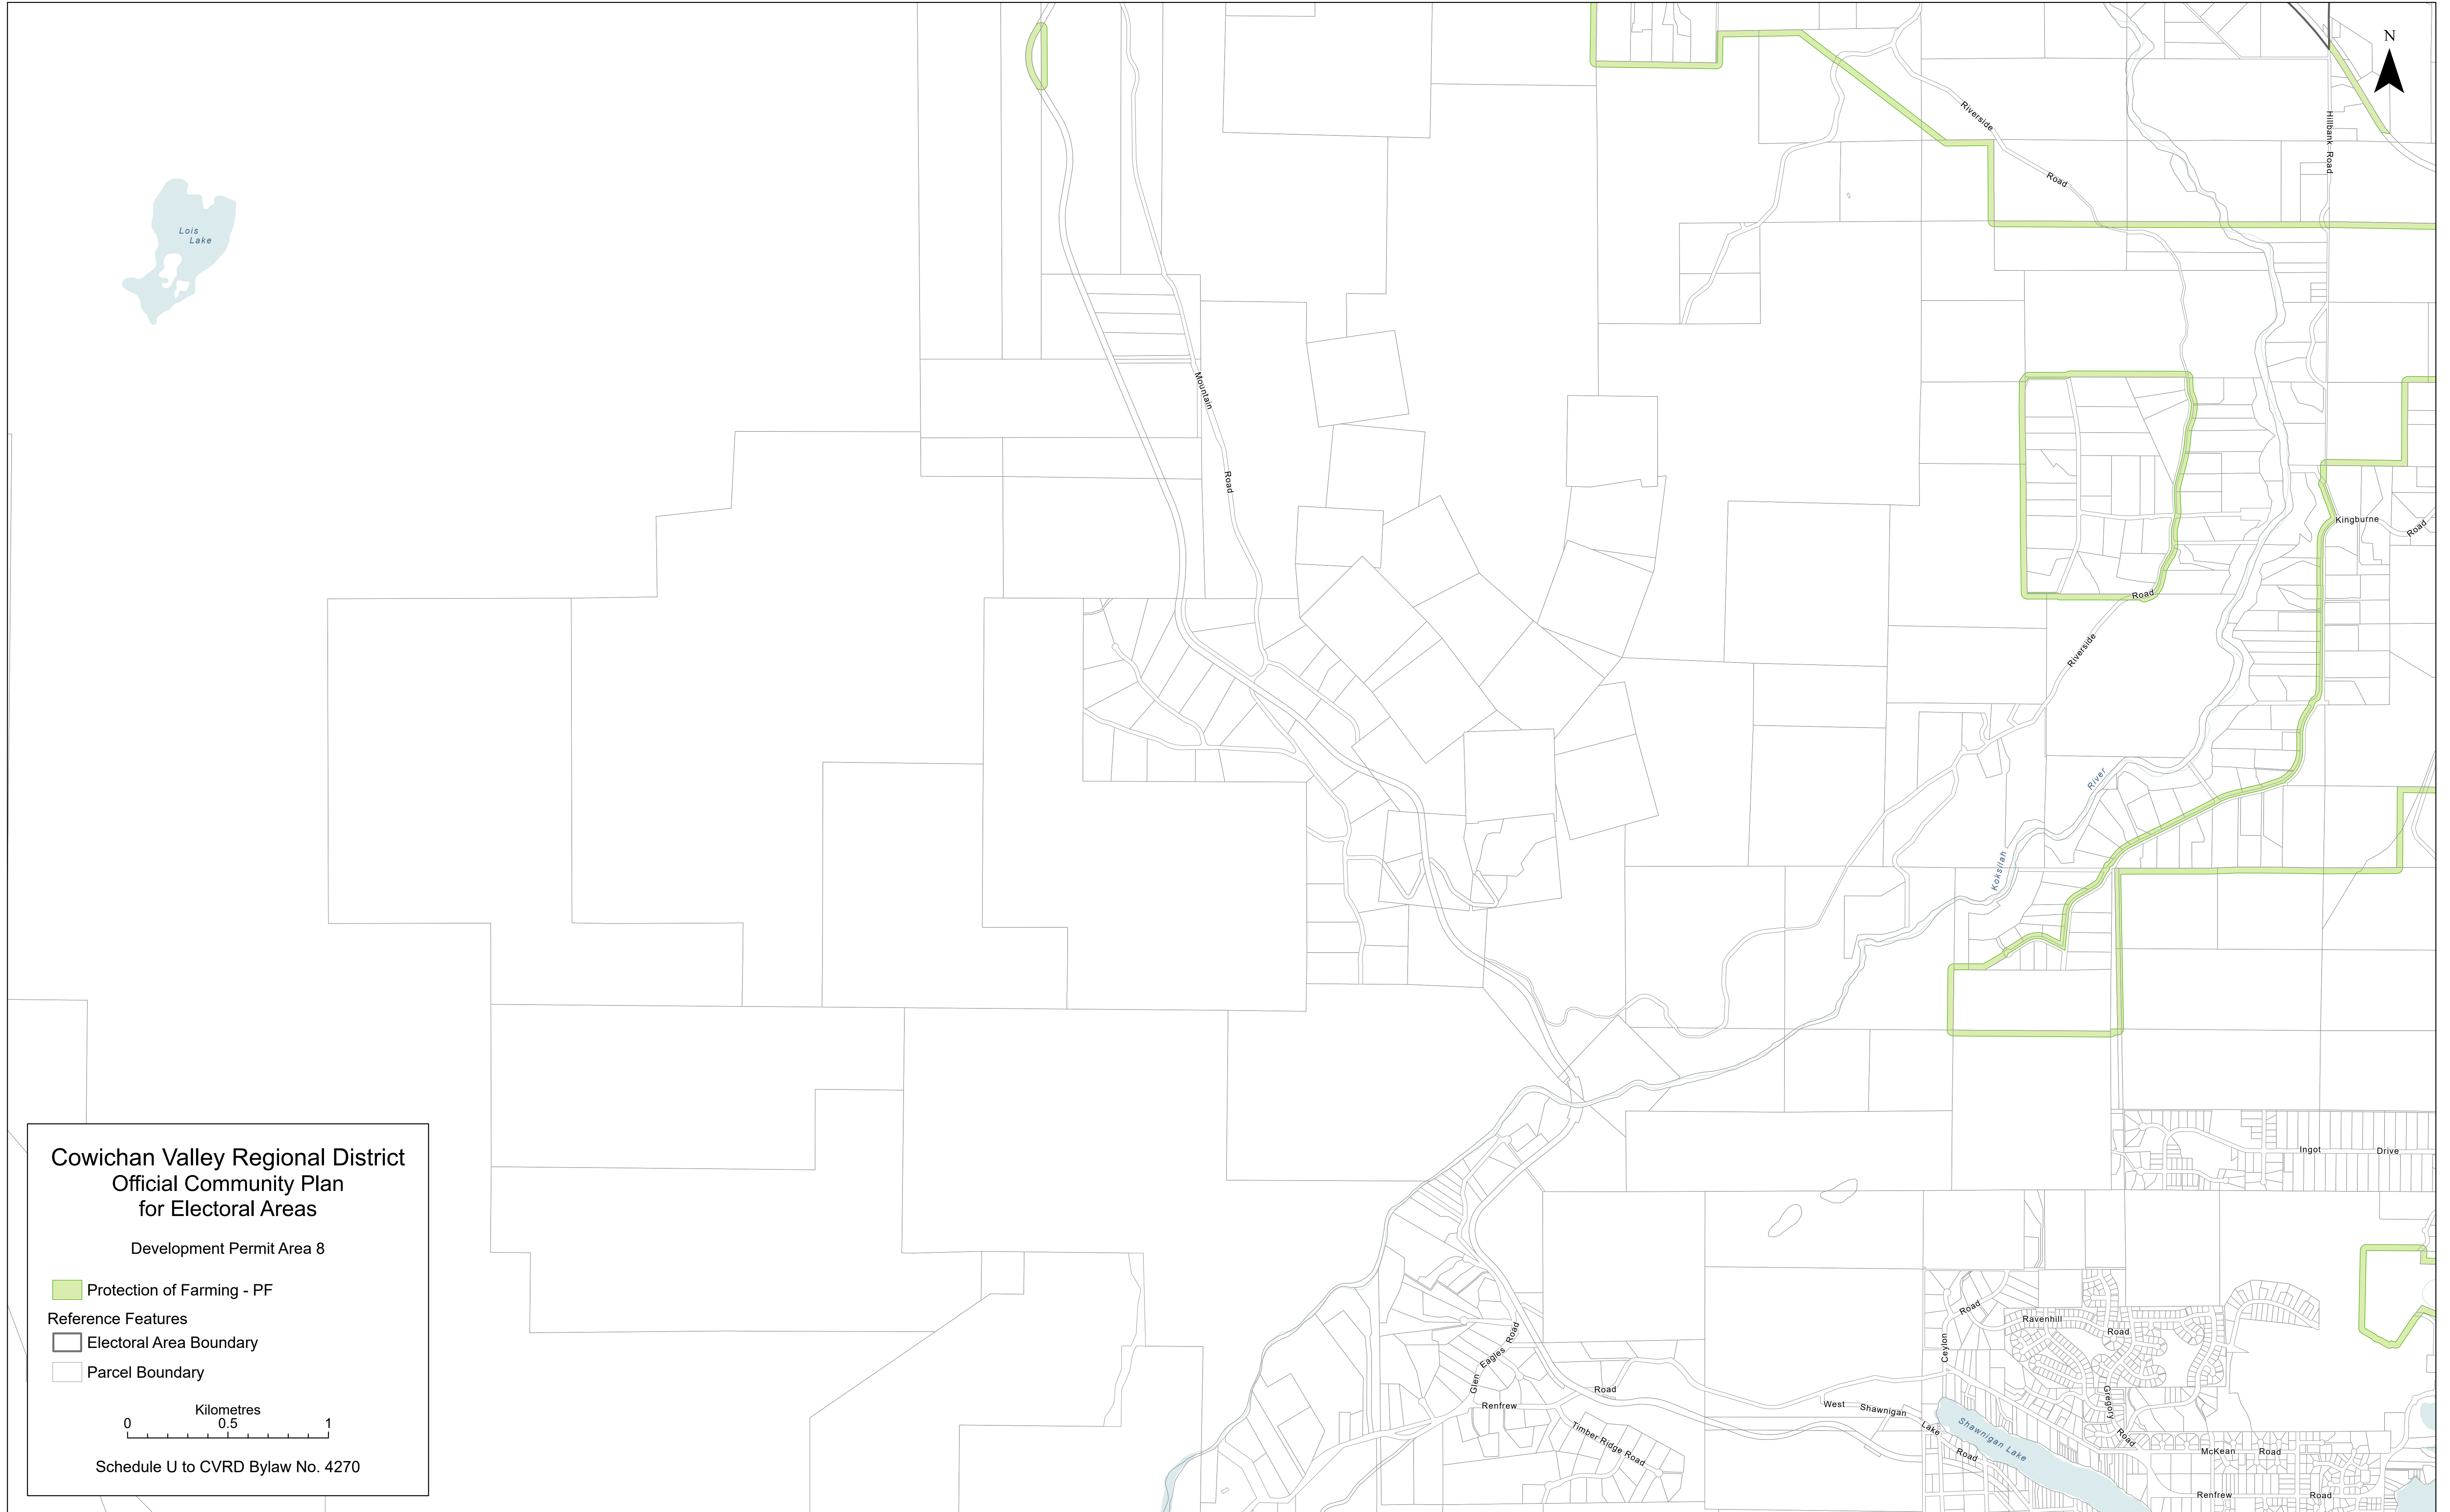 N
Riverside
Road
Hillbank Road
Lois
Lake
Mountain
Road
Kingburne
Road
Road
Riverside
River
Koksilah
Ingot Drive
Road
Ravenhill
Road
Ceylon
Eagles Road
Glen
Road
Renfrew
West Shawnigan
Lake
Road
Gregory
Road
Shawnigan Lake
Timber Ridge Road
McKean Road
Renfrew Road
Cowichan Valley Regional District
Official Community Plan
for Electoral Areas
Development Permit Area 8
Protection of Farming - PF
Reference Features
Electoral Area Boundary
Parcel Boundary
Kilometres
0 0.5 1
Schedule U to CVRD Bylaw No. 4270